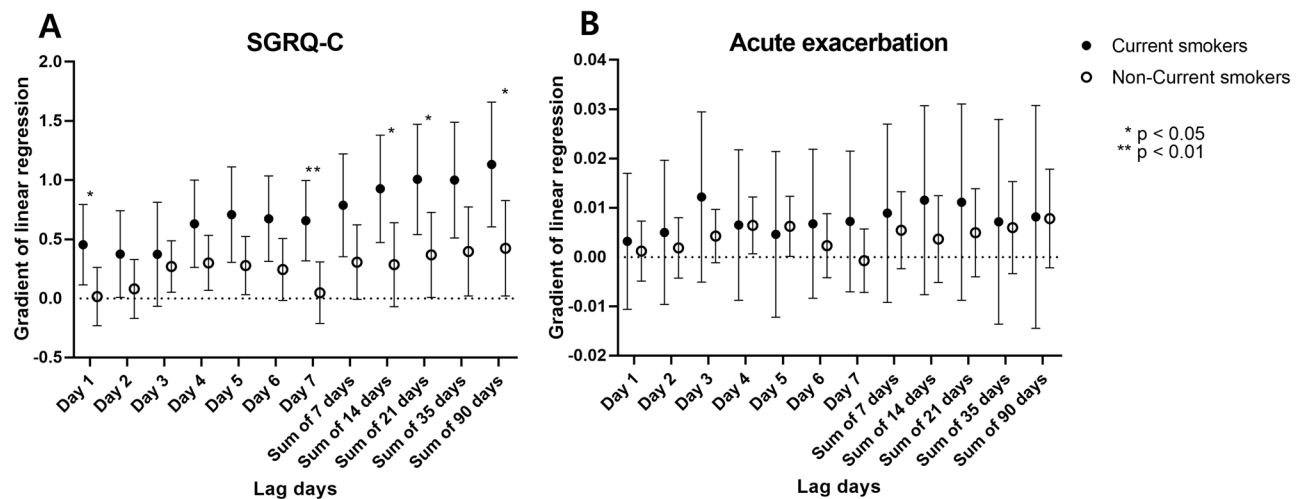 A
SGRQ-C
Gradient of linear regression
2.0
1.5
1.0
0.5
0.0
-0.5
*
**
*
*
*
Day 1
Day 2
Day 3
Day 4
Day 5
Day 6
Day 7
Sum of 7 days
Sum of 14 days
Sum of 21 days
Sum of 35 days
Sum of 90 days
Lag days
B
Acute exacerbation
Gradient of linear regression
0.04
0.03
0.02
0.01
0.00
-0.01
-0.02
Day 1
Day 2
Day 3
Day 4
Day 5
Day 6
Day 7
Sum of 7 days
Sum of 14 days
Sum of 21 days
Sum of 35 days
Sum of 90 days
Lag days
Current smokers
Non-Current smokers
* p < 0.05
** p < 0.01